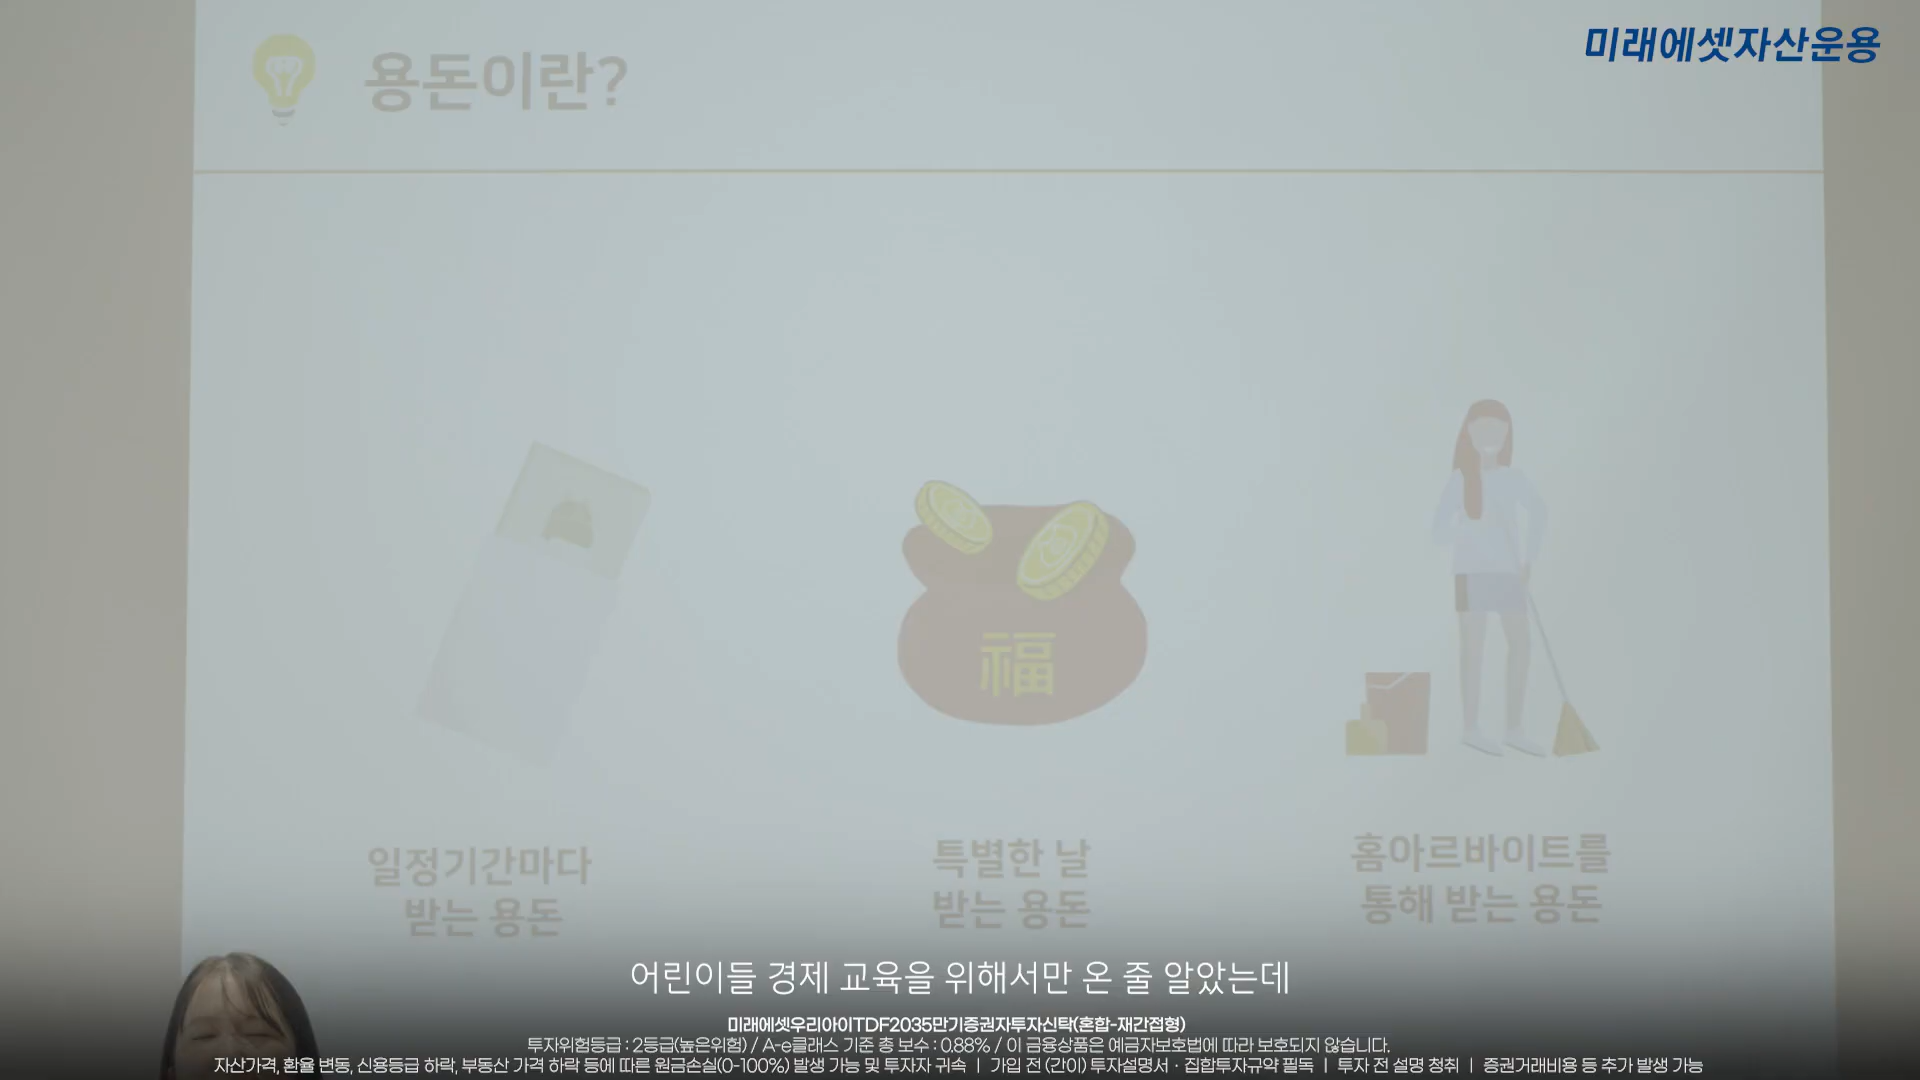 미래에셋자산운용
용돈이란?
福
일정기간마다
받는 용돈
특별한 날
받는 용돈
홈아르바이트를
통해 받는 용돈
어린이들 경제 교육을 위해서만 온 줄 알았는데
미래에셋우리아이TDF2035만기증권자투자신탁(혼합-재간접형)
투자위험등급 : 2등급(높은위험) / A-e클래스 기준 총 보수 : 0.88% / 이 금융상품은 예금자보호법에 따라 보호되지 않습니다.
자산가격, 환율 변동, 신용등급 하락, 부동산 가격 하락 등에 따른 원금손실(0-100%) 발생 가능 및 투자자 귀속 ㅣ 가입 전 (간이) 투자설명서 · 집합투자규약 필독 ㅣ 투자 전 설명 청취 ㅣ 증권거래비용 등 추가 발생 가능